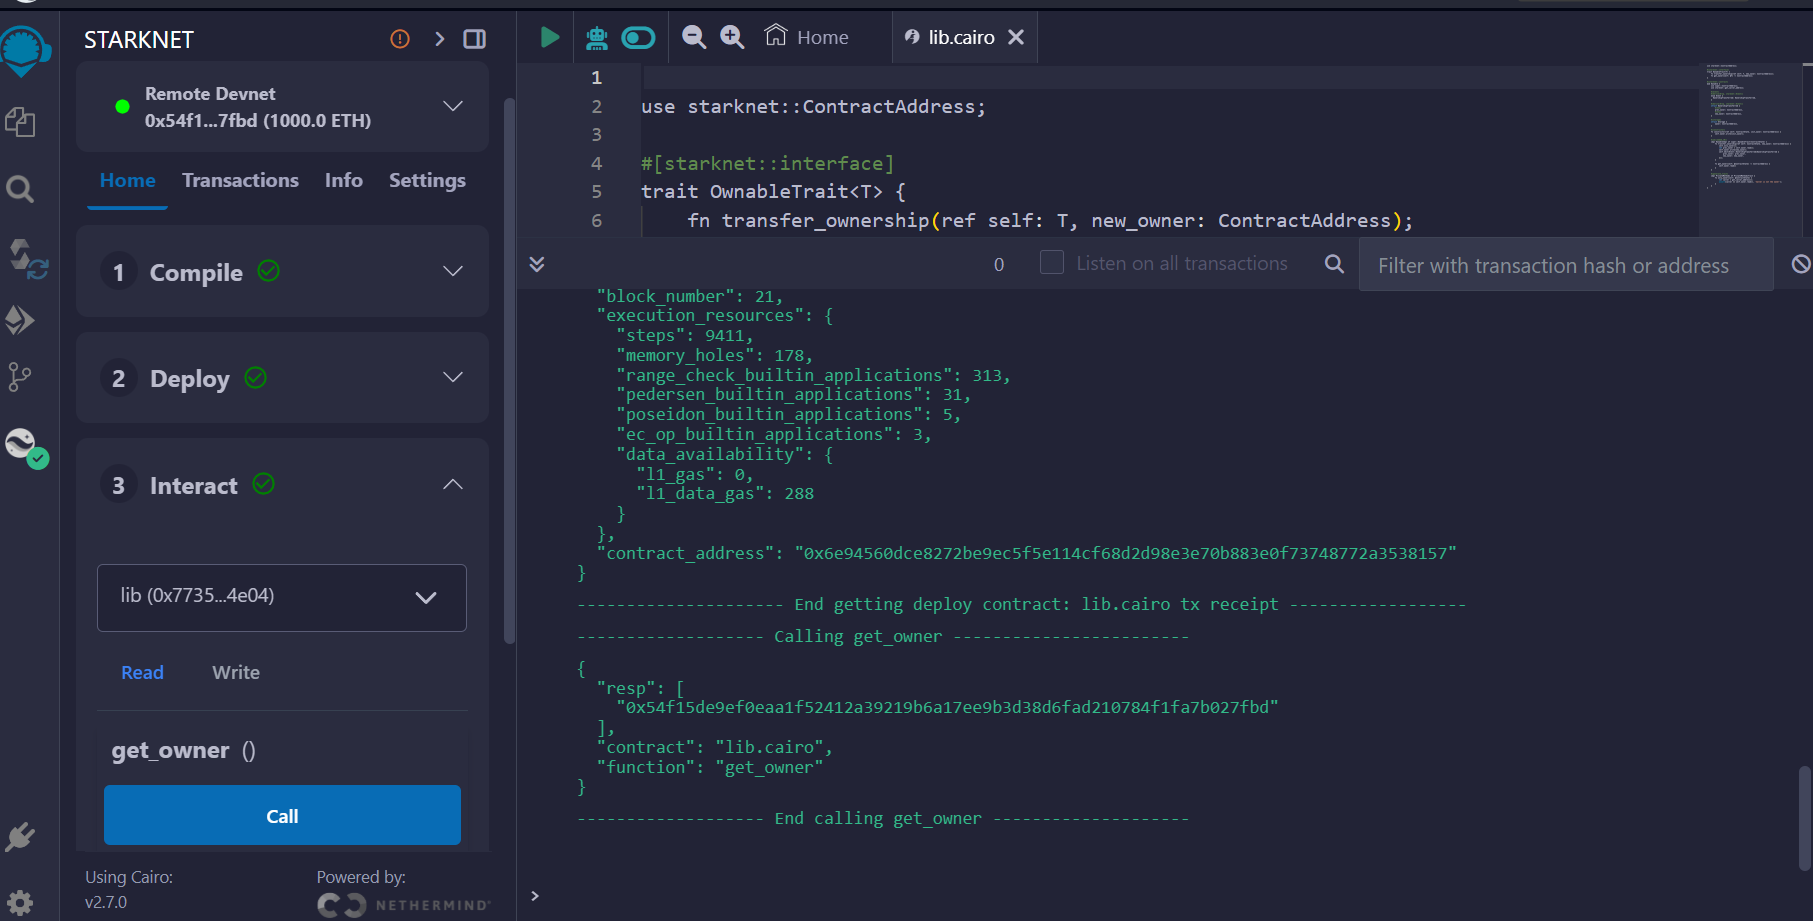 STARKNET
Remote Devnet
0x54f1...7fbd (1000.0 ETH)
Home Transactions Info Settings
1 Compile
2 Deploy
3 Interact
lib (0x7735...4e04)
Read Write
get_owner ()
Call
Using Cairo:
v2.7.0
Powered by:
NETHERMIND
Home
lib.cairo
1
2 use starknet::ContractAddress;
3
4 #[starknet::interface]
5 trait OwnableTrait<T> {
6 fn transfer_ownership(ref self: T, new_owner: ContractAddress);
0 Listen on all transactions Filter with transaction hash or address
"block_number": 21,
"execution_resources": {
"steps": 9411,
"memory_holes": 178,
"range_check_builtin_applications": 313,
"pedersen_builtin_applications": 31,
"poseidon_builtin_applications": 5,
"ec_op_builtin_applications": 3,
"data_availability": {
"l1_gas": 0,
"l1_data_gas": 288
}
},
"contract_address": "0x6e94560dce8272be9ec5f5e114cf68d2d98e3e70b883e0f73748772a3538157"
}
--------------------- End getting deploy contract: lib.cairo tx receipt ------------------
------------------- Calling get_owner ------------------------
{
"resp": [
"0x54f15de9ef0eaa1f52412a39219b6a17ee9b3d38d6fad210784f1fa7b027fbd"
],
"contract": "lib.cairo",
"function": "get_owner"
}
------------------- End calling get_owner --------------------
>